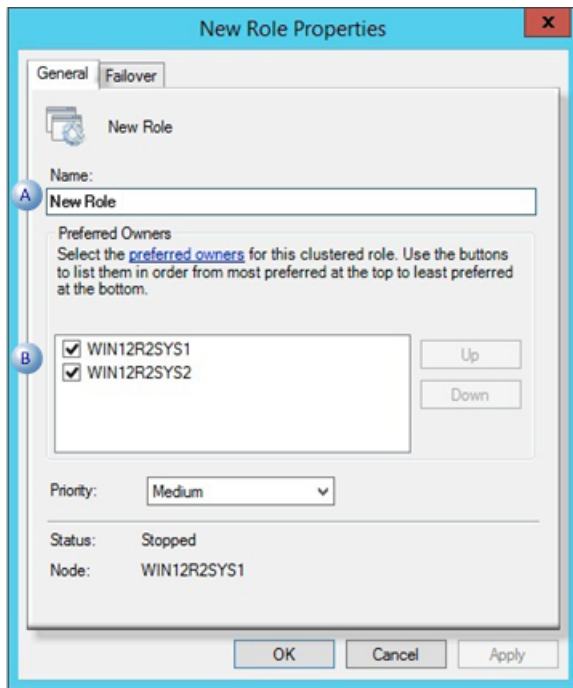 New Role Properties
x
General
Failover
New Role
Name:
A
New Role
Preferred Owners
Select the preferred owners for this clustered role. Use the buttons
to list them in order from most preferred at the top to least preferred
at the bottom.
B
WIN12R2SYS1
WIN12R2SYS2
Up
Down
Priority:
Medium
Status:
Stopped
Node:
WIN12R2SYS1
OK
Cancel
Apply